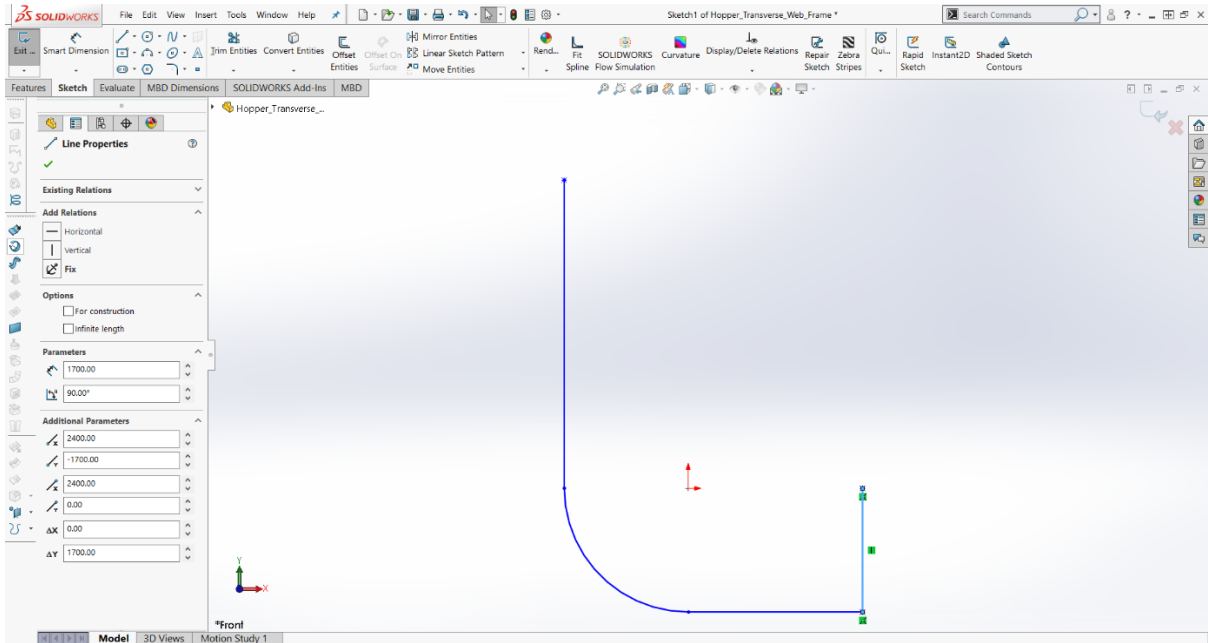 SOLIDWORKS File Edit View Insert Tools Window Help Sketch1 of Hopper_Transverse_Web_Frame * Search Commands ?
Exit ... Smart Dimension Trim Entities Convert Entities Offset Entities Offset On Surface Mirror Entities Linear Sketch Pattern Move Entities Rend... Fit Spline SOLIDWORKS Flow Simulation Curvature Display/Delete Relations Repair Sketch Zebra Stripes Qui... Rapid Sketch Instant2D Shaded Sketch Contours
Features Sketch Evaluate MBD Dimensions SOLIDWORKS Add-Ins MBD
Hopper_Transverse_...
Line Properties
Existing Relations
Add Relations
Horizontal
Vertical
Fix
Options
For construction
Infinite length
Parameters
1700.00
90.00°
Additional Parameters
2400.00
-1700.00
2400.00
0.00
ΔX 0.00
ΔY 1700.00
Y
X
*Front
Model 3D Views Motion Study 1